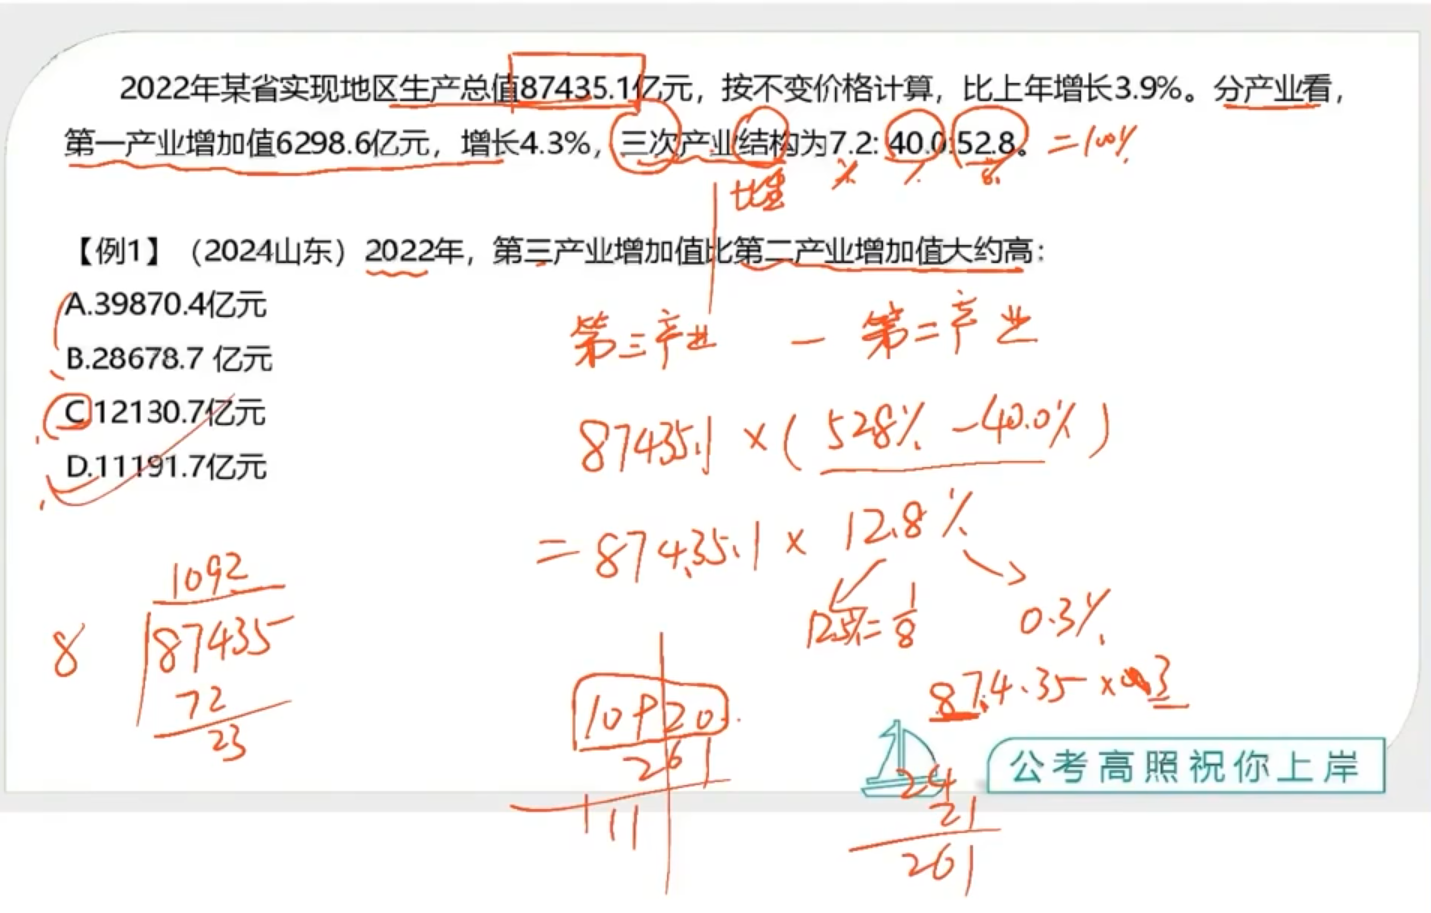 2022年某省实现地区生产总值87435.1亿元，按不变价格计算，比上年增长3.9%。分产业看，
第一产业增加值6298.6亿元，增长4.3%，三次产业结构为7.2: 40.0:52.8。 =100%
比重 % % %
【例1】（2024山东）2022年，第三产业增加值比第二产业增加值大约高：
A.39870.4亿元
B.28678.7 亿元
C.12130.7亿元
D.11191.7亿元
第三产业 — 第二产业
87435.1 × ( 52.8% - 40.0% )
= 87435.1 × 12.8%
12.5% = 1/8 0.3%
874.35 × 3
24
21
261
1092
8 87435
72
23
10920
261
111
公考高照祝你上岸